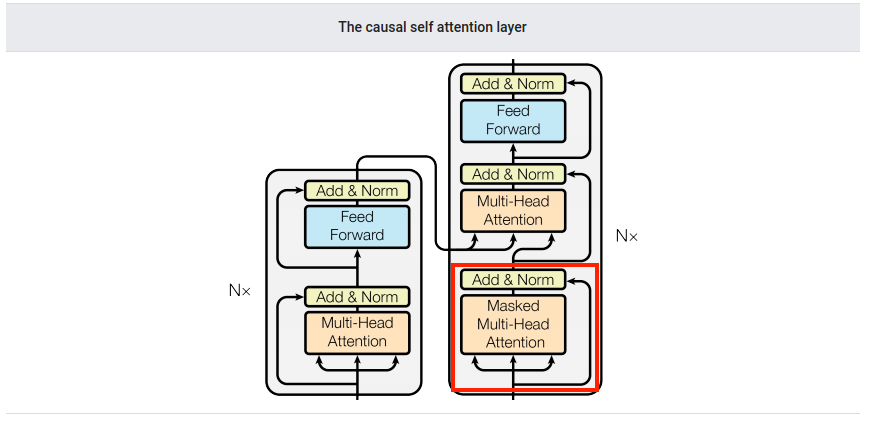 The causal self attention layer
Add & Norm
Feed
Forward
Add & Norm
Multi-Head
Attention
Nx
Add & Norm
Masked
Multi-Head
Attention
Add & Norm
Feed
Forward
Nx
Add & Norm
Multi-Head
Attention